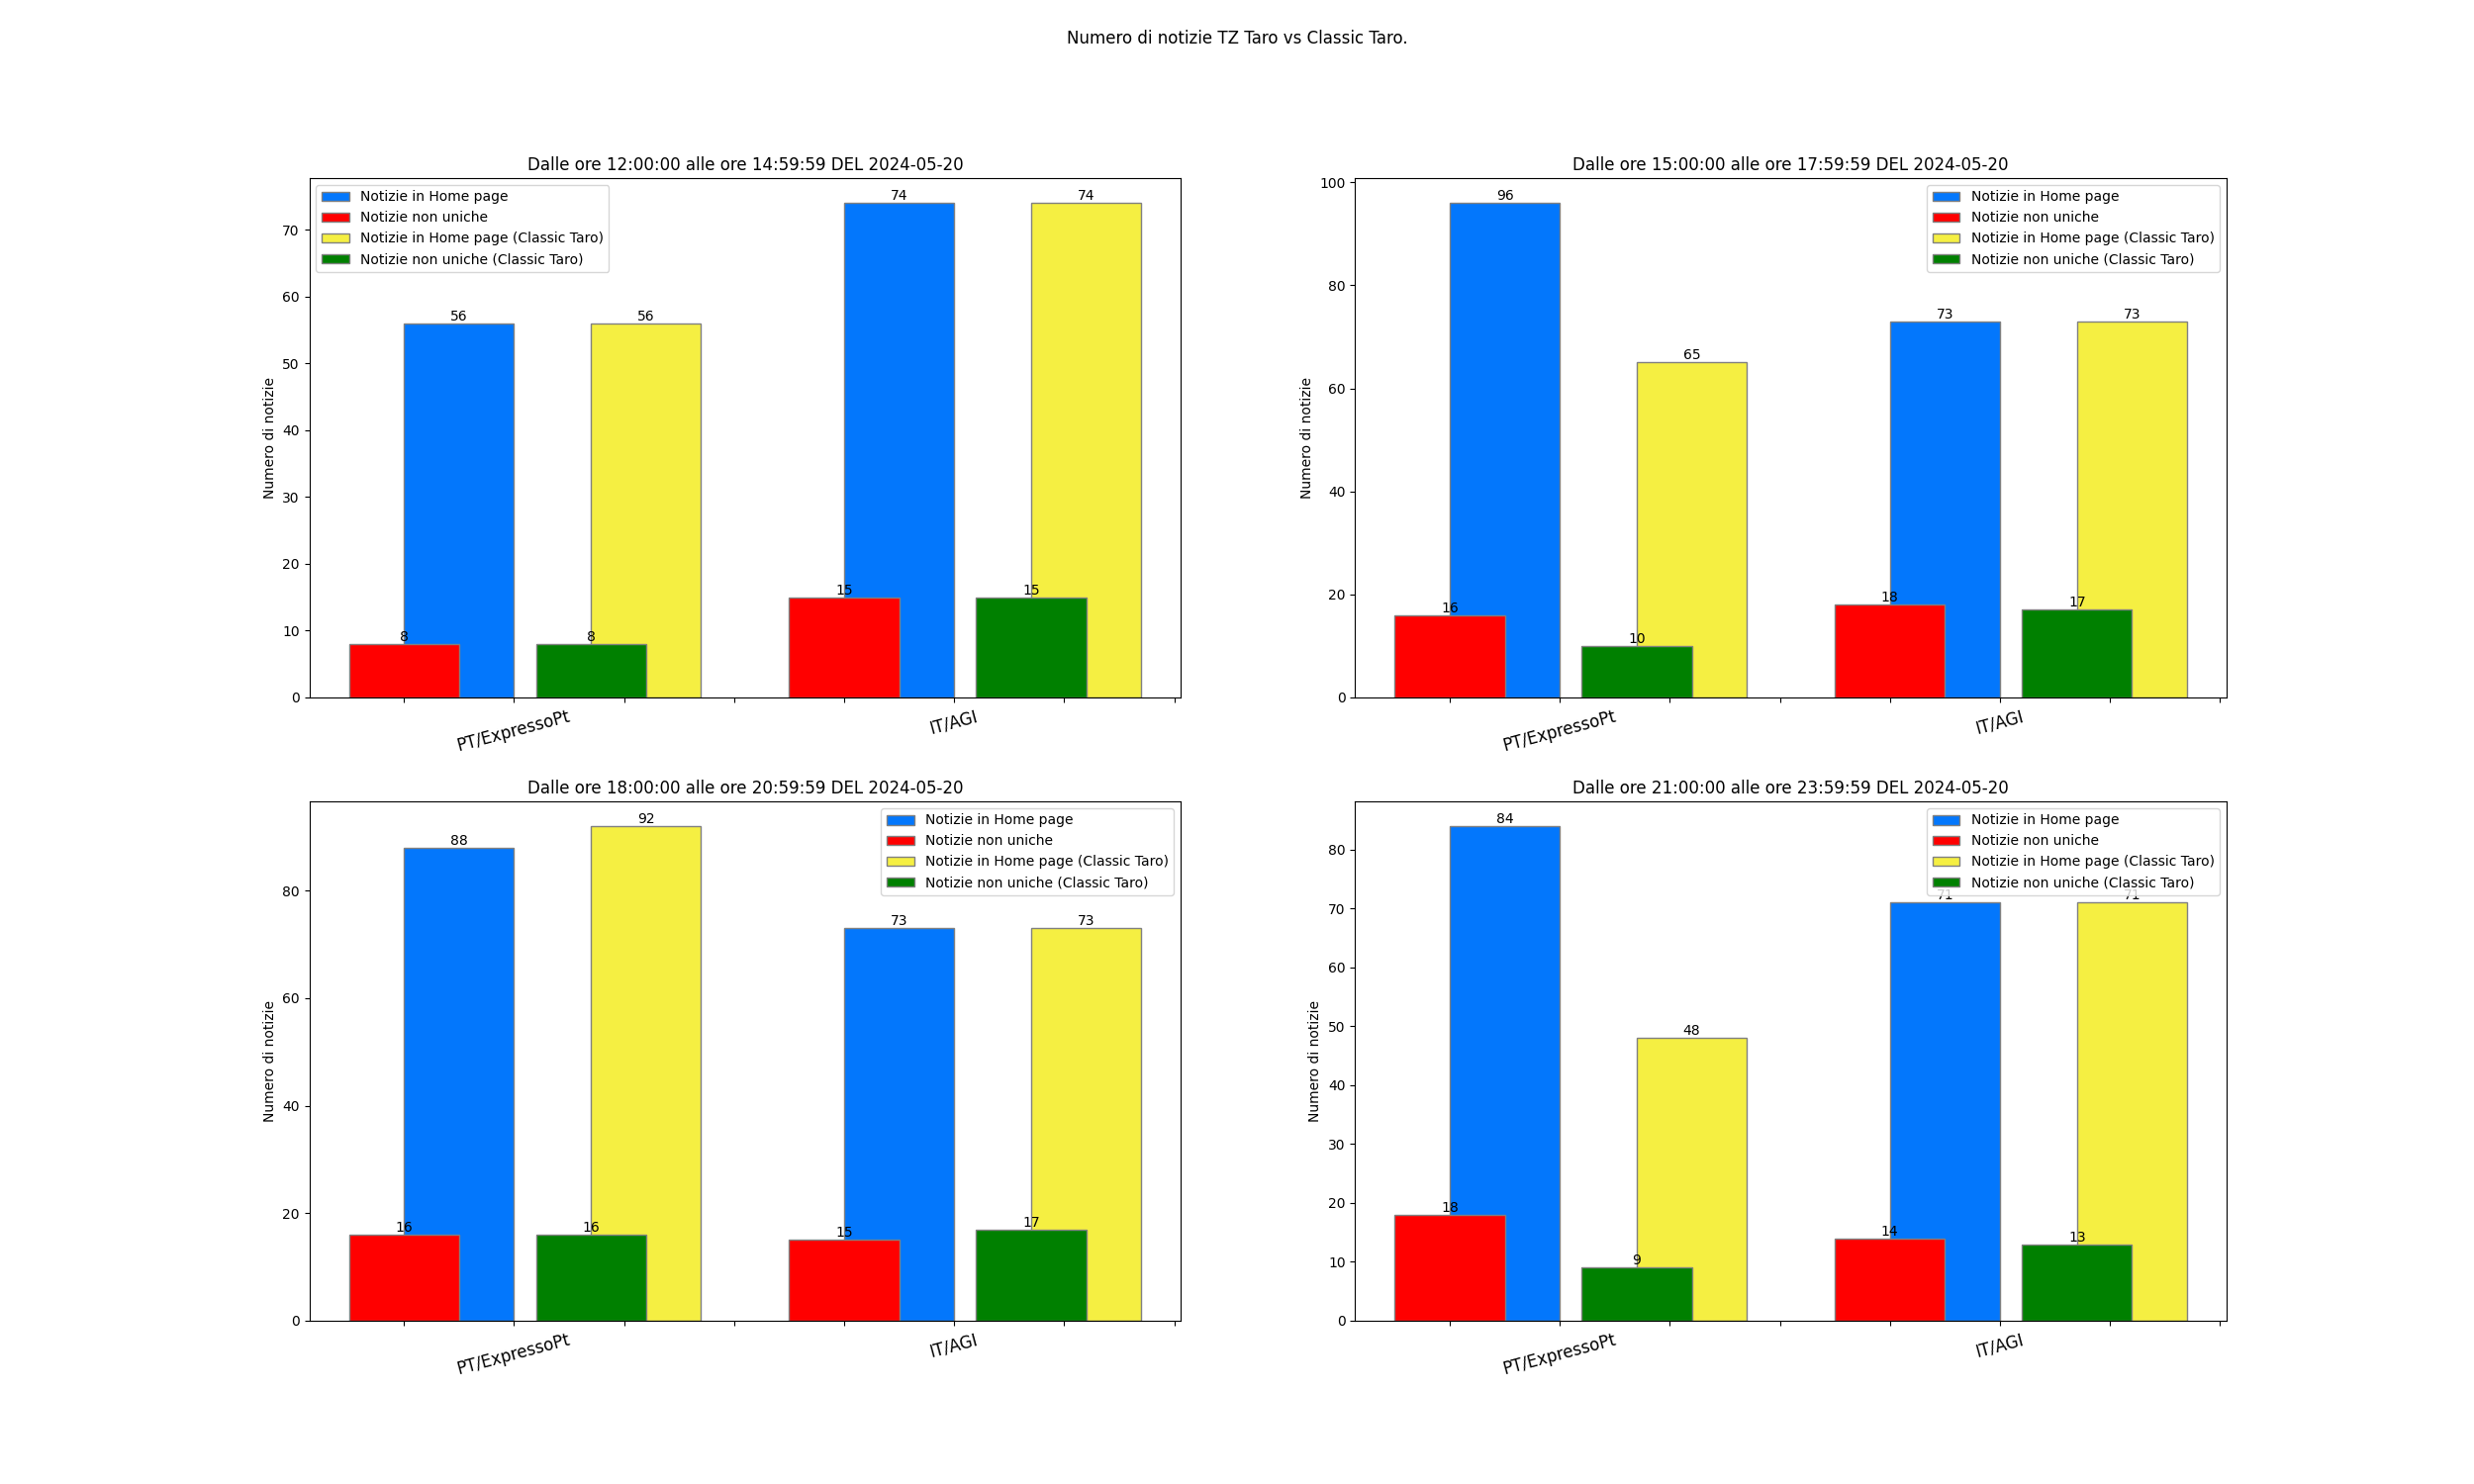 Numero di notizie TZ Taro vs Classic Taro.
Dalle ore 12:00:00 alle ore 14:59:59 DEL 2024-05-20
Notizie in Home page
Notizie non uniche
Notizie in Home page (Classic Taro)
Notizie non uniche (Classic Taro)
Numero di notizie
70
60
50
40
30
20
10
0
56
56
74
74
8
8
15
15
PT/ExpressoPt
IT/AGI
Dalle ore 15:00:00 alle ore 17:59:59 DEL 2024-05-20
Notizie in Home page
Notizie non uniche
Notizie in Home page (Classic Taro)
Notizie non uniche (Classic Taro)
Numero di notizie
100
80
60
40
20
0
96
65
73
73
16
10
18
17
PT/ExpressoPt
IT/AGI
Dalle ore 18:00:00 alle ore 20:59:59 DEL 2024-05-20
Notizie in Home page
Notizie non uniche
Notizie in Home page (Classic Taro)
Notizie non uniche (Classic Taro)
Numero di notizie
80
60
40
20
0
88
92
73
73
16
16
15
17
PT/ExpressoPt
IT/AGI
Dalle ore 21:00:00 alle ore 23:59:59 DEL 2024-05-20
Notizie in Home page
Notizie non uniche
Notizie in Home page (Classic Taro)
Notizie non uniche (Classic Taro)
Numero di notizie
80
70
60
50
40
30
20
10
0
84
48
71
71
18
9
14
13
PT/ExpressoPt
IT/AGI